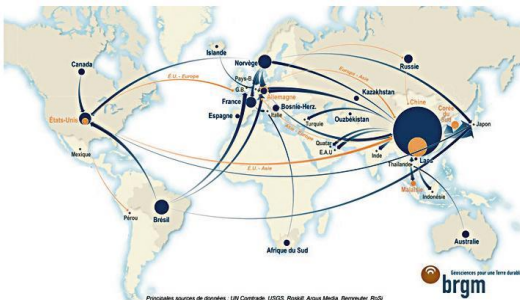 Islande
Canada
Norvège
Russie
Pays-B.
E.U. - Europe
Europe - Asie
G.B.
Allemagne
Kazakhstan
France
Bosnie-Herz.
Chine
Corée du Sud
États-Unis
Italie
Espagne
Turquie
Ouzbékistan
Japon
Quatar
E.A.U
Inde
Mexique
Laos
Thaïlande
E.U. - Asie
Malaisie
Indonésie
Pérou
Brésil
Australie
Afrique du Sud
Géosciences pour une Terre durable
brgm
Principales sources de données : UN Comtrade, USGS, Roskill, Argus Media, Bernreuter, RuSi